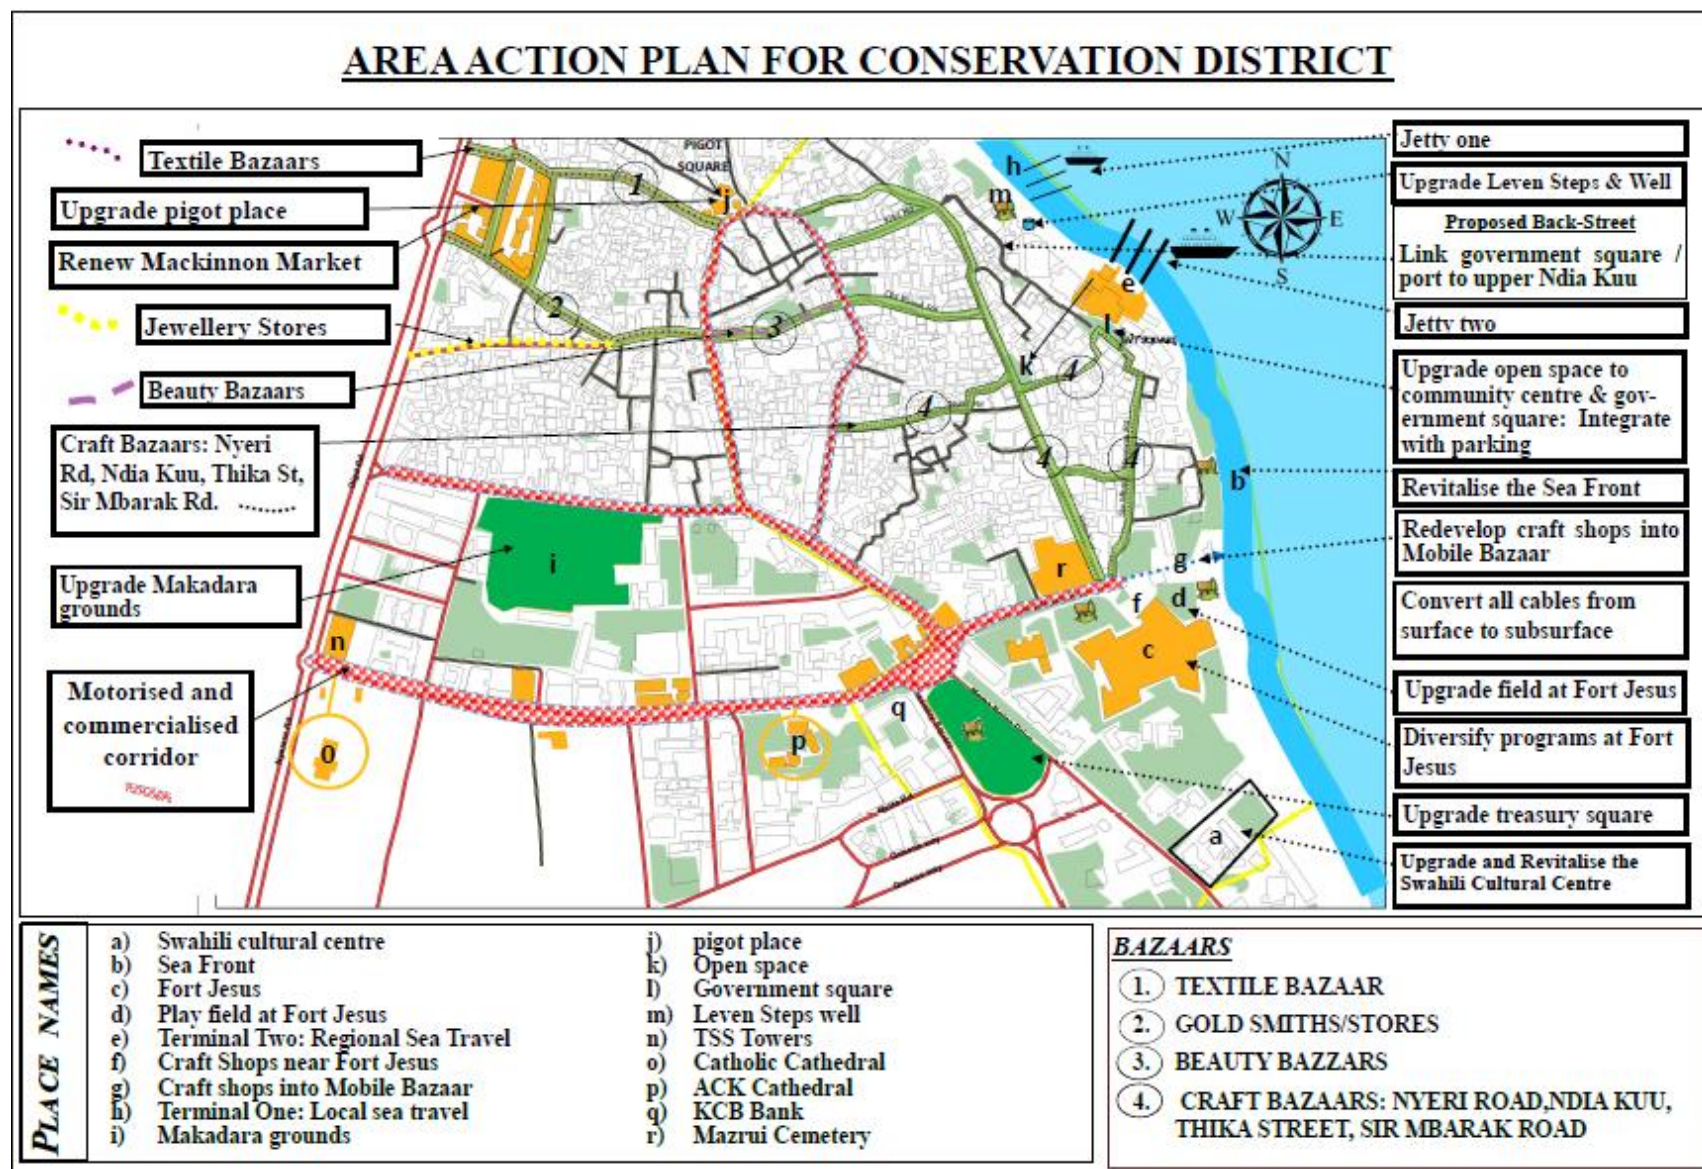 AREA ACTION PLAN FOR CONSERVATION DISTRICT
Textile Bazaars
Upgrade pigot place
Renew Mackinnon Market
Jewellery Stores
Beauty Bazaars
Craft Bazaars: Nyeri
Rd, Ndia Kuu, Thika St,
Sir Mbarak Rd.
Upgrade Makadara
grounds
Motorised and
commercialised
corridor
PIGOT
SQUARE
1
j
2
3
4
4
4
4
h
m
e
l
k
b
g
d
f
r
c
i
n
o
p
q
a
N
W
E
S
Jetty one
Upgrade Leven Steps & Well
Proposed Back-Street
Link government square /
port to upper Ndia Kuu
Jetty two
Upgrade open space to
community centre & gov-
ernment square: Integrate
with parking
Revitalise the Sea Front
Redevelop craft shops into
Mobile Bazaar
Convert all cables from
surface to subsurface
Upgrade field at Fort Jesus
Diversify programs at Fort
Jesus
Upgrade treasury square
Upgrade and Revitalise the
Swahili Cultural Centre
PLACE NAMES
a) Swahili cultural centre
b) Sea Front
c) Fort Jesus
d) Play field at Fort Jesus
e) Terminal Two: Regional Sea Travel
f) Craft Shops near Fort Jesus
g) Craft shops into Mobile Bazaar
h) Terminal One: Local sea travel
i) Makadara grounds
j) pigot place
k) Open space
l) Government square
m) Leven Steps well
n) TSS Towers
o) Catholic Cathedral
p) ACK Cathedral
q) KCB Bank
r) Mazrui Cemetery
BAZAARS
1. TEXTILE BAZAAR
2. GOLD SMITHS/STORES
3. BEAUTY BAZZARS
4. CRAFT BAZAARS: NYERI ROAD,NDIA KUU,
THIKA STREET, SIR MBARAK ROAD